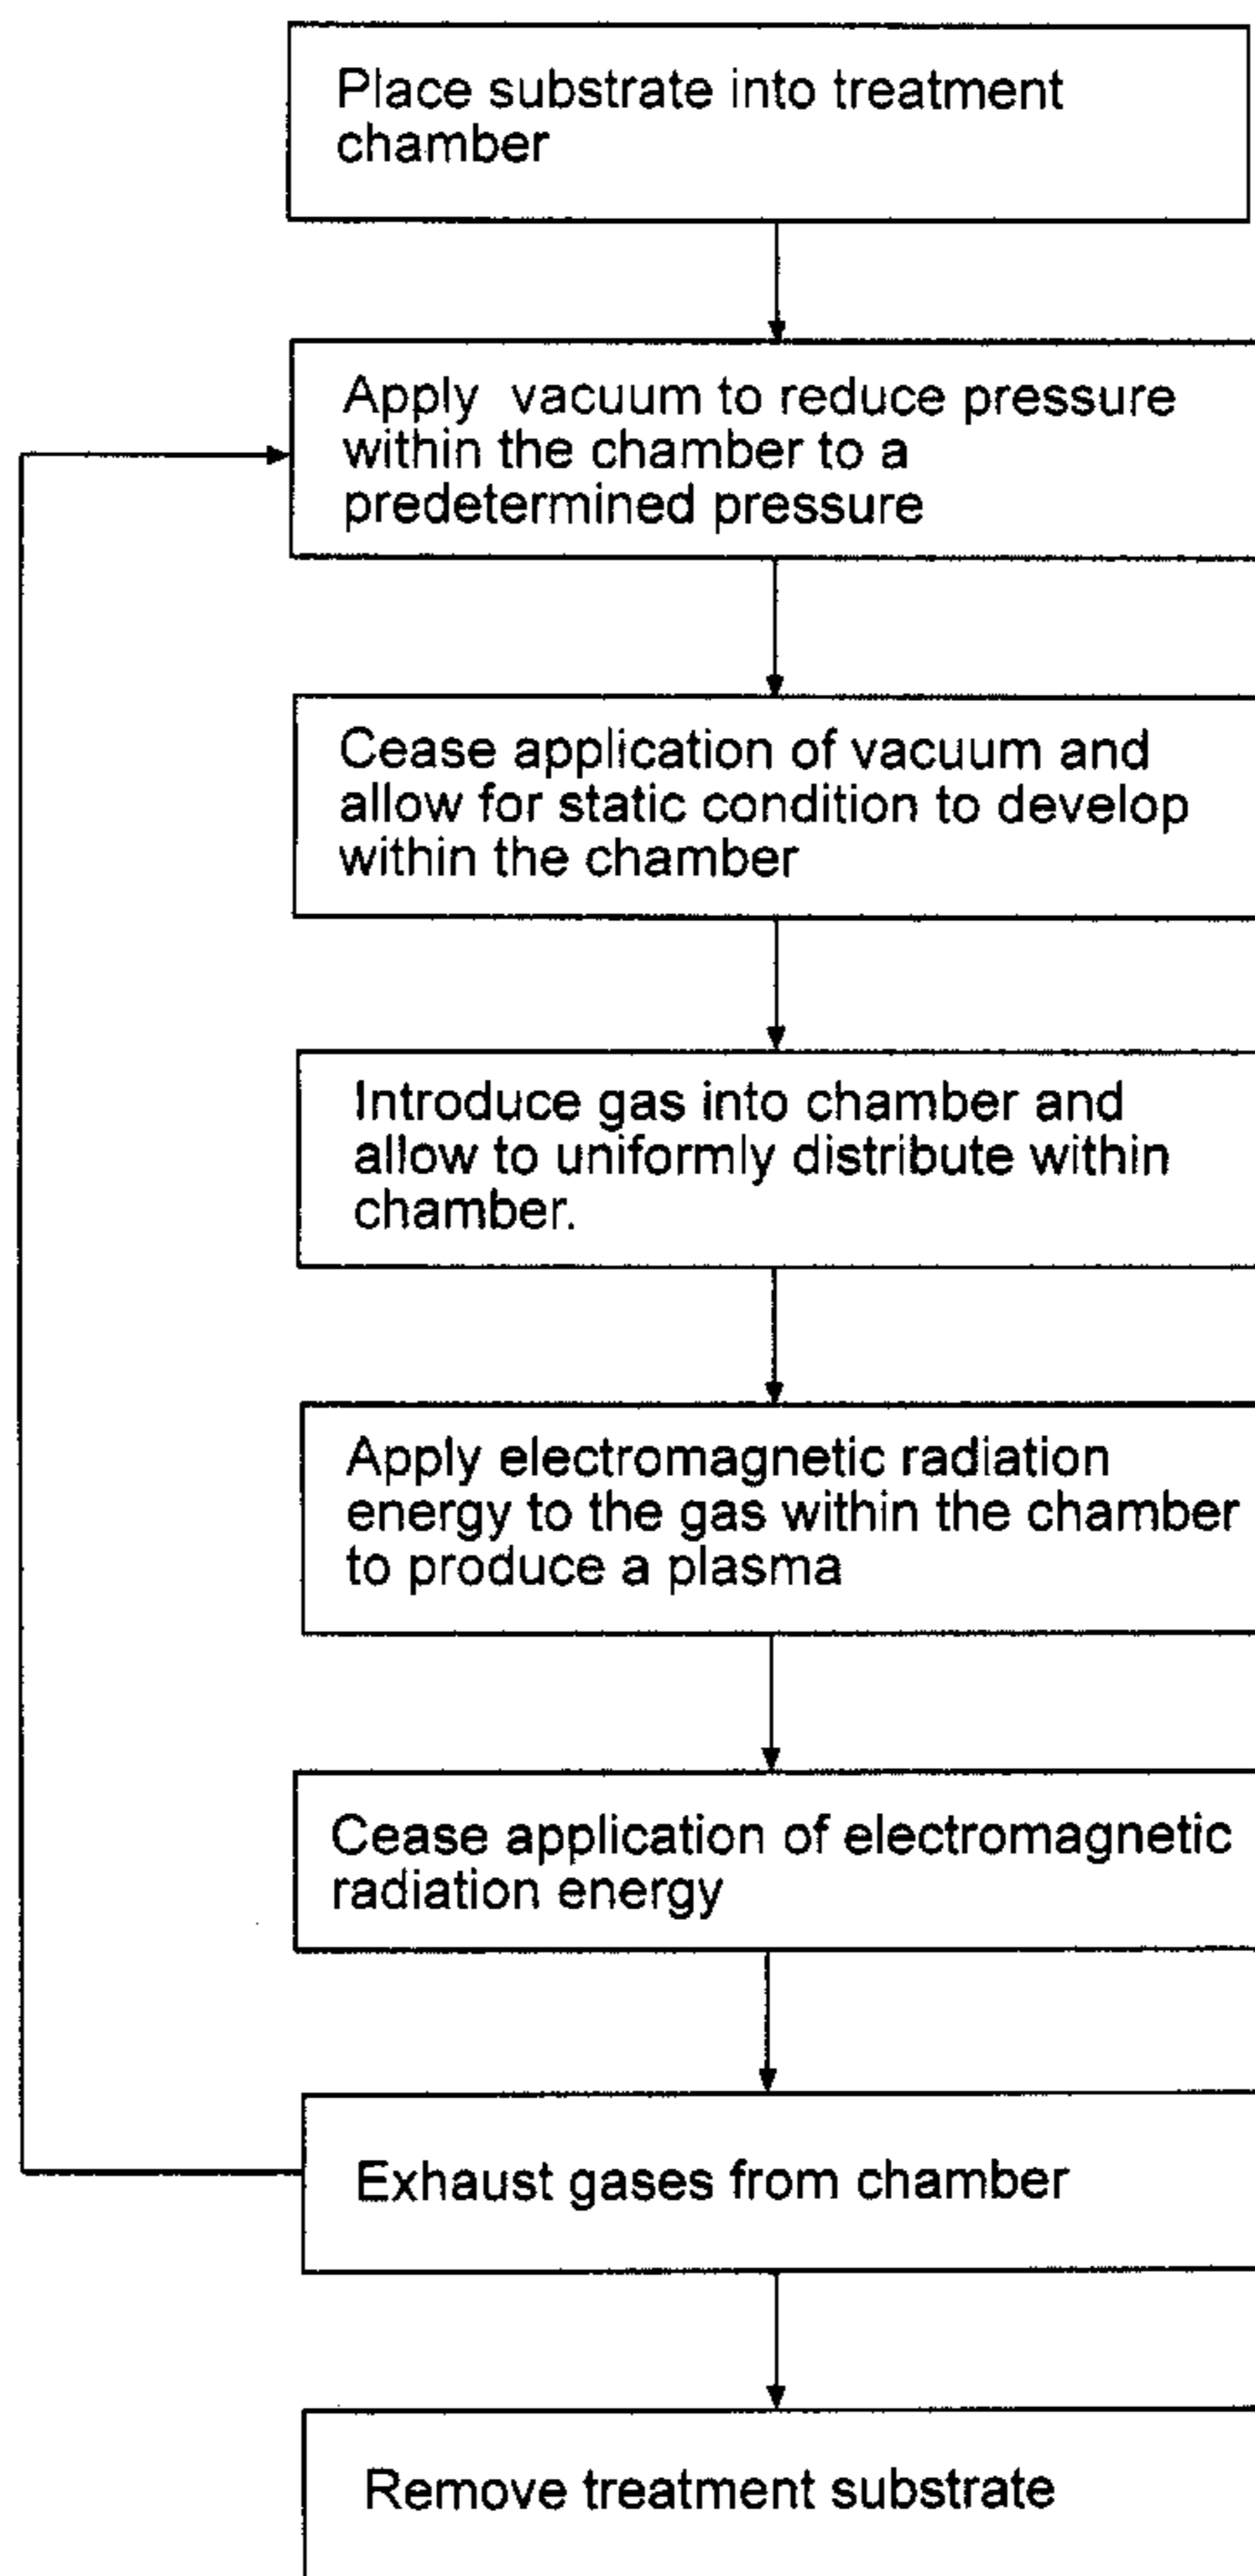 Place substrate into treatment
chamber
Apply vacuum to reduce pressure
within the chamber to a
predetermined pressure
Cease application of vacuum and
allow for static condition to develop
within the chamber
Introduce gas into chamber and
allow to uniformly distribute within
chamber.
Apply electromagnetic radiation
energy to the gas within the chamber
to produce a plasma
Cease application of electromagnetic
radiation energy
Exhaust gases from chamber
Remove treatment substrate